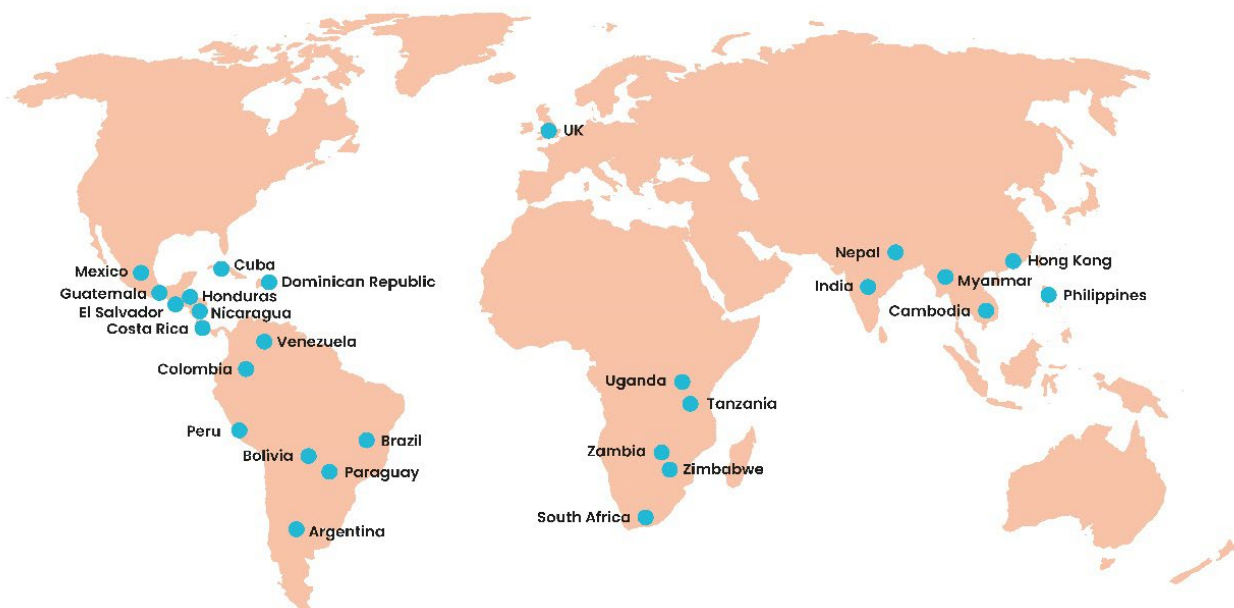 UK
Nepal
Hong Kong
Cuba
Mexico
Myanmar
Dominican Republic
India
Guatemala
Honduras
Philippines
El Salvador
Nicaragua
Cambodia
Costa Rica
Venezuela
Colombia
Uganda
Tanzania
Peru
Brazil
Zambia
Bolivia
Zimbabwe
Paraguay
South Africa
Argentina